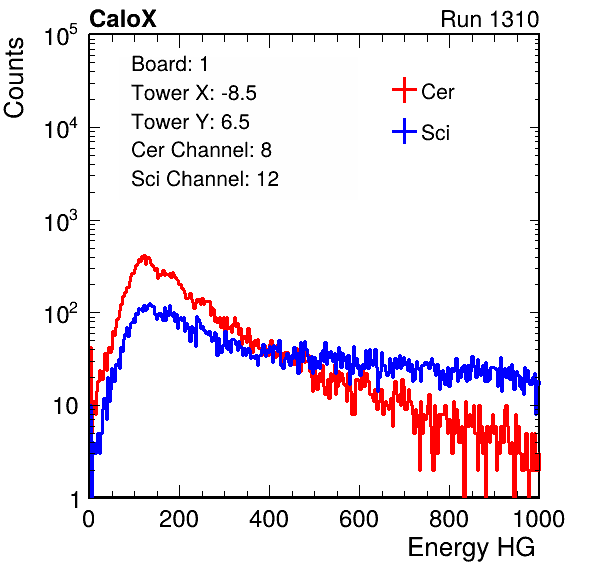 CaloX
Run 1310
Counts
10^5
10^4
10^3
10^2
10
1
Board: 1
Tower X: -8.5
Tower Y: 6.5
Cer Channel: 8
Sci Channel: 12
Cer
Sci
0 200 400 600 800 1000
Energy HG